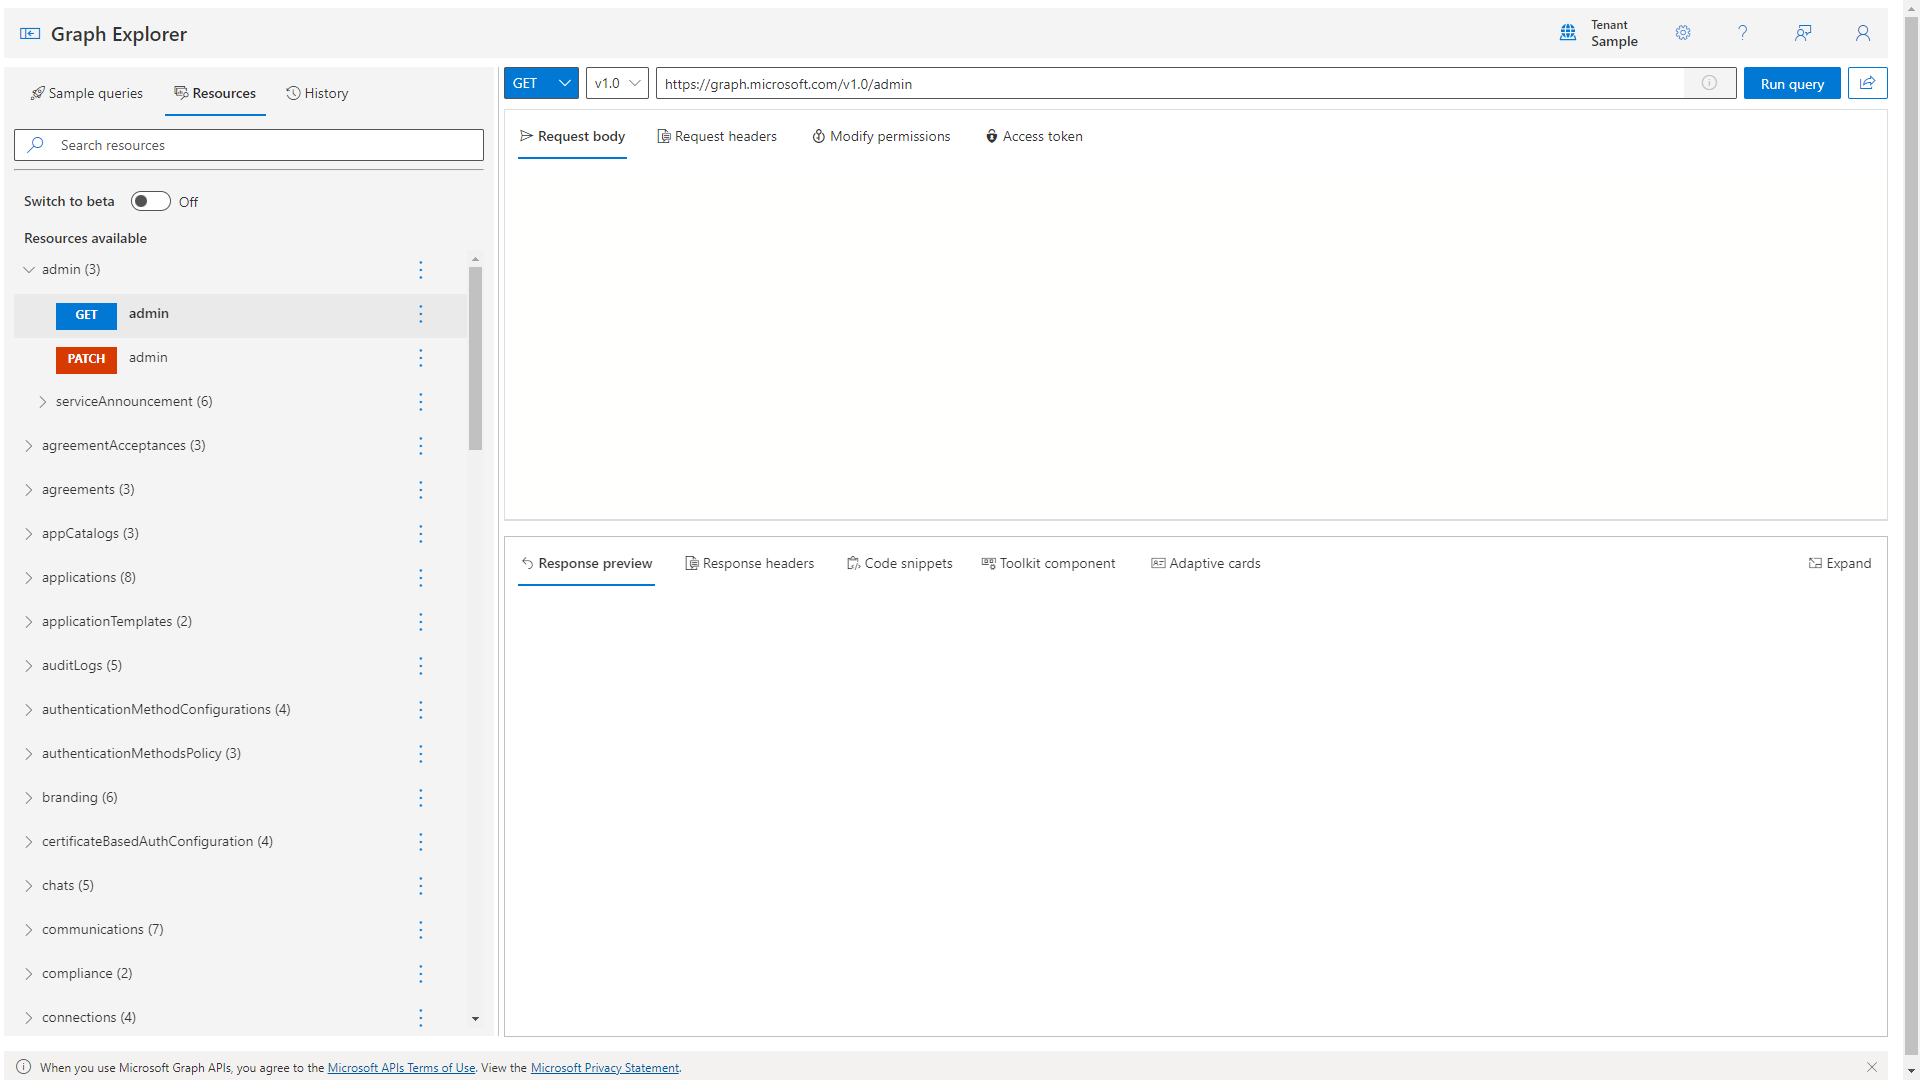 Graph Explorer
Tenant
Sample
Sample queries
Resources
History
Search resources
Switch to beta
Off
Resources available
admin (3)
GET admin
PATCH admin
serviceAnnouncement (6)
agreementAcceptances (3)
agreements (3)
appCatalogs (3)
applications (8)
applicationTemplates (2)
auditLogs (5)
authenticationMethodConfigurations (4)
authenticationMethodsPolicy (3)
branding (6)
certificateBasedAuthConfiguration (4)
chats (5)
communications (7)
compliance (2)
connections (4)
GET
v1.0
https://graph.microsoft.com/v1.0/admin
Run query
Request body
Request headers
Modify permissions
Access token
Response preview
Response headers
Code snippets
Toolkit component
Adaptive cards
Expand
When you use Microsoft Graph APIs, you agree to the Microsoft APIs Terms of Use. View the Microsoft Privacy Statement.